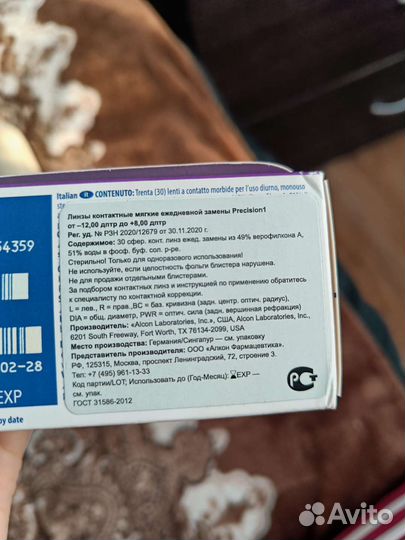 Italian IT CONTENUTO: Trenta (30) lenti a contatto morbide per l'uso diurno, monouso
Линзы контактные мягкие ежедневной замены Precision1
от –12,00 дптр до +8,00 дптр
Рег. уд. № РЗН 2020/12679 от 30.11.2020 г.
Содержимое: 30 офер. конт. линз ежед. замены из 49% верофилкона А,
51% воды в фосф. буф. сол. р-ре.
Стерильно! Только для одноразового использования!
Не используйте, если целостность фольги блистера нарушена.
Не для продажи отдельными блистерами.
За подбором контактных линз и инструкцией по применению обратитесь
к специалисту по контактной коррекции.
L = лев., R = прав.,BC = баз. кривизна (задн. центр. оптич. радиус),
DIA = общ. диаметр, PWR = оптич. сила (задн. вершинная рефракция)
Производитель: «Alcon Laboratories, Inc.», США, Alcon Laboratories, Inc.,
6201 South Freeway, Fort Worth, TX 76134-2099, USA
Место производства: Германия/Сингапур — см. упаковку
Представитель производителя: ООО «Алкон Фармацевтика».
РФ, 125315, Москва, проспект Ленинградский, 72, строение 3.
Тел: +7 (495) 961-13-33
Код партии/LOT; Использовать до (Год-Месяц): EXP —
см. упак.
ГОСТ 31586-2012
54359
02-28
EXP
by date
РСТ
Avito